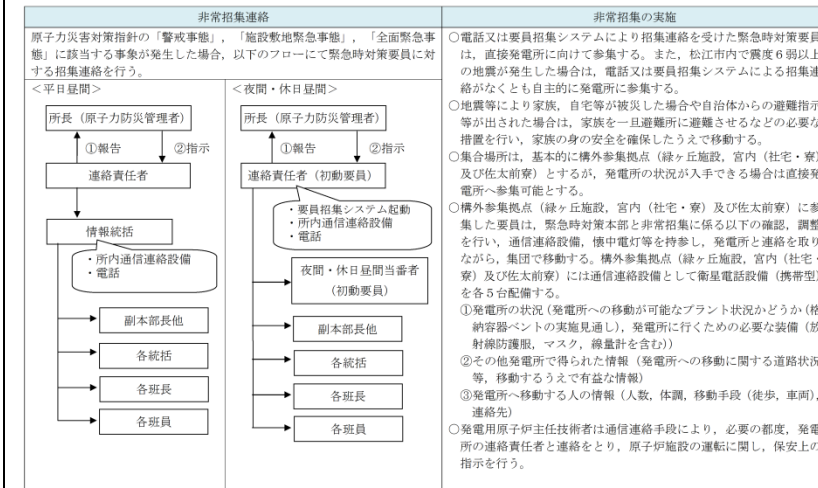 非常招集連絡
原子力災害対策指針の「警戒事態」，「施設敷地緊急事態」，「全面緊急事
態」に該当する事象が発生した場合，以下のフローにて緊急時対策要員に対
する招集連絡を行う。
＜平日昼間＞
所長（原子力防災管理者）
①報告
②指示
連絡責任者
情報統括
・所内通信連絡設備
・電話
副本部長他
各統括
各班長
各班員
＜夜間・休日昼間＞
所長（原子力防災管理者）
①報告
②指示
連絡責任者（初動要員）
・要員招集システム起動
・所内通信連絡設備
・電話
夜間・休日昼間当番者
（初動要員）
副本部長他
各統括
各班長
各班員
非常招集の実施
○電話又は要員招集システムにより招集連絡を受けた緊急時対策要員
は，直接発電所に向けて参集する。また，松江市内で震度６弱以上
の地震が発生した場合は，電話又は要員招集システムによる招集連
絡がなくとも自主的に発電所に参集する。
○地震等により家族，自宅等が被災した場合や自治体からの避難指示
等が出された場合は，家族を一旦避難所に避難させるなどの必要な
措置を行い，家族の身の安全を確保したうえで移動する。
○集合場所は，基本的に構外参集拠点（緑ヶ丘施設，宮内（社宅・寮）
及び佐太前寮）とするが，発電所の状況が入手できる場合は直接発
電所へ参集可能とする。
○構外参集拠点（緑ヶ丘施設，宮内（社宅・寮）及び佐太前寮）に参
集した要員は，緊急時対策本部と非常招集に係る以下の確認，調整
を行い，通信連絡設備，懐中電灯等を持参し，発電所と連絡を取り
ながら，集団で移動する。構外参集拠点（緑ヶ丘施設，宮内（社宅・
寮）及び佐太前寮）には通信連絡設備として衛星電話設備（携帯型）
を各５台配備する。
①発電所の状況（発電所への移動が可能なプラント状況かどうか（格
納容器ベントの実施見通し），発電所に行くための必要な装備（放
射線防護服，マスク，線量計を含む））
②その他発電所で得られた情報（発電所への移動に関する道路状況
等，移動するうえで有益な情報）
③発電所へ移動する人の情報（人数，体調，移動手段（徒歩，車両），
連絡先）
○発電用原子炉主任技術者は通信連絡手段により，必要の都度，発電
所の連絡責任者と連絡をとり，原子炉施設の運転に関し，保安上の
指示を行う。